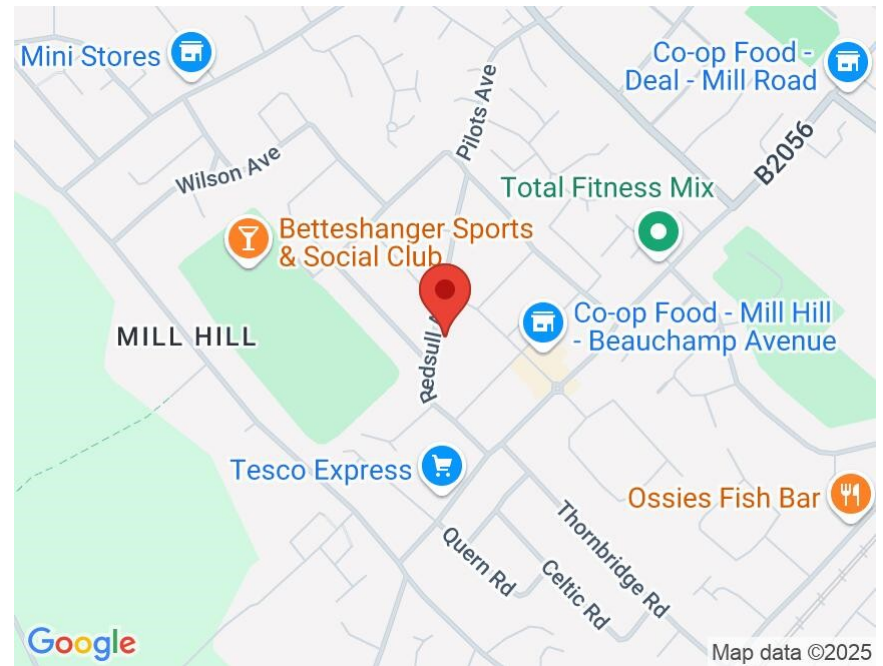 Mini Stores
Co-op Food -
Deal - Mill Road
Pilots Ave
B2056
Wilson Ave
Total Fitness Mix
Betteshanger Sports
& Social Club
MILL HILL
Redsull
Co-op Food - Mill Hill
- Beauchamp Avenue
Tesco Express
Ossies Fish Bar
Thornbridge Rd
Quern Rd
Celtic Rd
Google
Map data ©2025